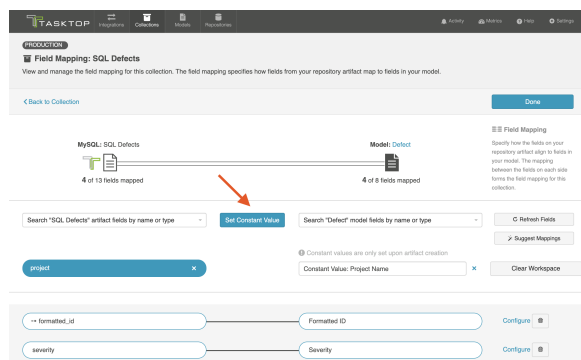 TASKTOP
Integrations
Collections
Models
Repositories
Activity
Metrics
Help
Settings
PRODUCTION
Field Mapping: SQL Defects
View and manage the field mapping for this collection. The field mapping specifies how fields from your repository artifact map to fields in your model.
Back to Collection
Done
MySQL: SQL Defects
Model: Defect
4 of 13 fields mapped
4 of 8 fields mapped
Field Mapping
Specify how the fields on your
repository artifact align to fields in
your model. The mapping
between the fields on each side
forms the field mapping for this
collection.
Search "SQL Defects" artifact fields by name or type
Set Constant Value
Search "Defect" model fields by name or type
Refresh Fields
Suggest Mappings
Constant values are only set upon artifact creation
project
Constant Value: Project Name
Clear Workspace
formatted_id
Formatted ID
Configure
severity
Severity
Configure